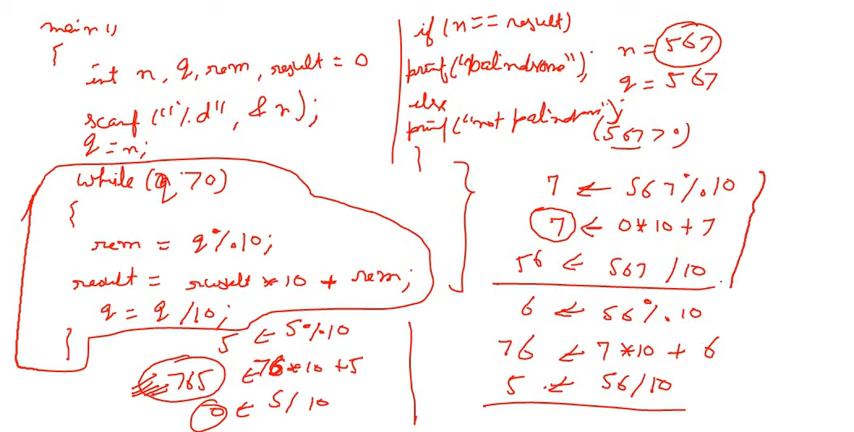 main()
{
int n, q, rem, result = 0
scanf ("%d", & n);
q = n;
while (q > 0)
{
rem = q % 10;
result = result * 10 + rem;
q = q / 10;
}
5 ← 5 % 10
765 ← 76 * 10 + 5
0 ← 5 / 10
if (n == result)
printf ("palindrome");
else
printf ("not palindrom");
}
n = 567
q = 567
(567 > 0)
7 ← 567 % 10
7 ← 0 * 10 + 7
56 ← 567 / 10
6 ← 56 % 10
76 ← 7 * 10 + 6
5 ← 56 / 10